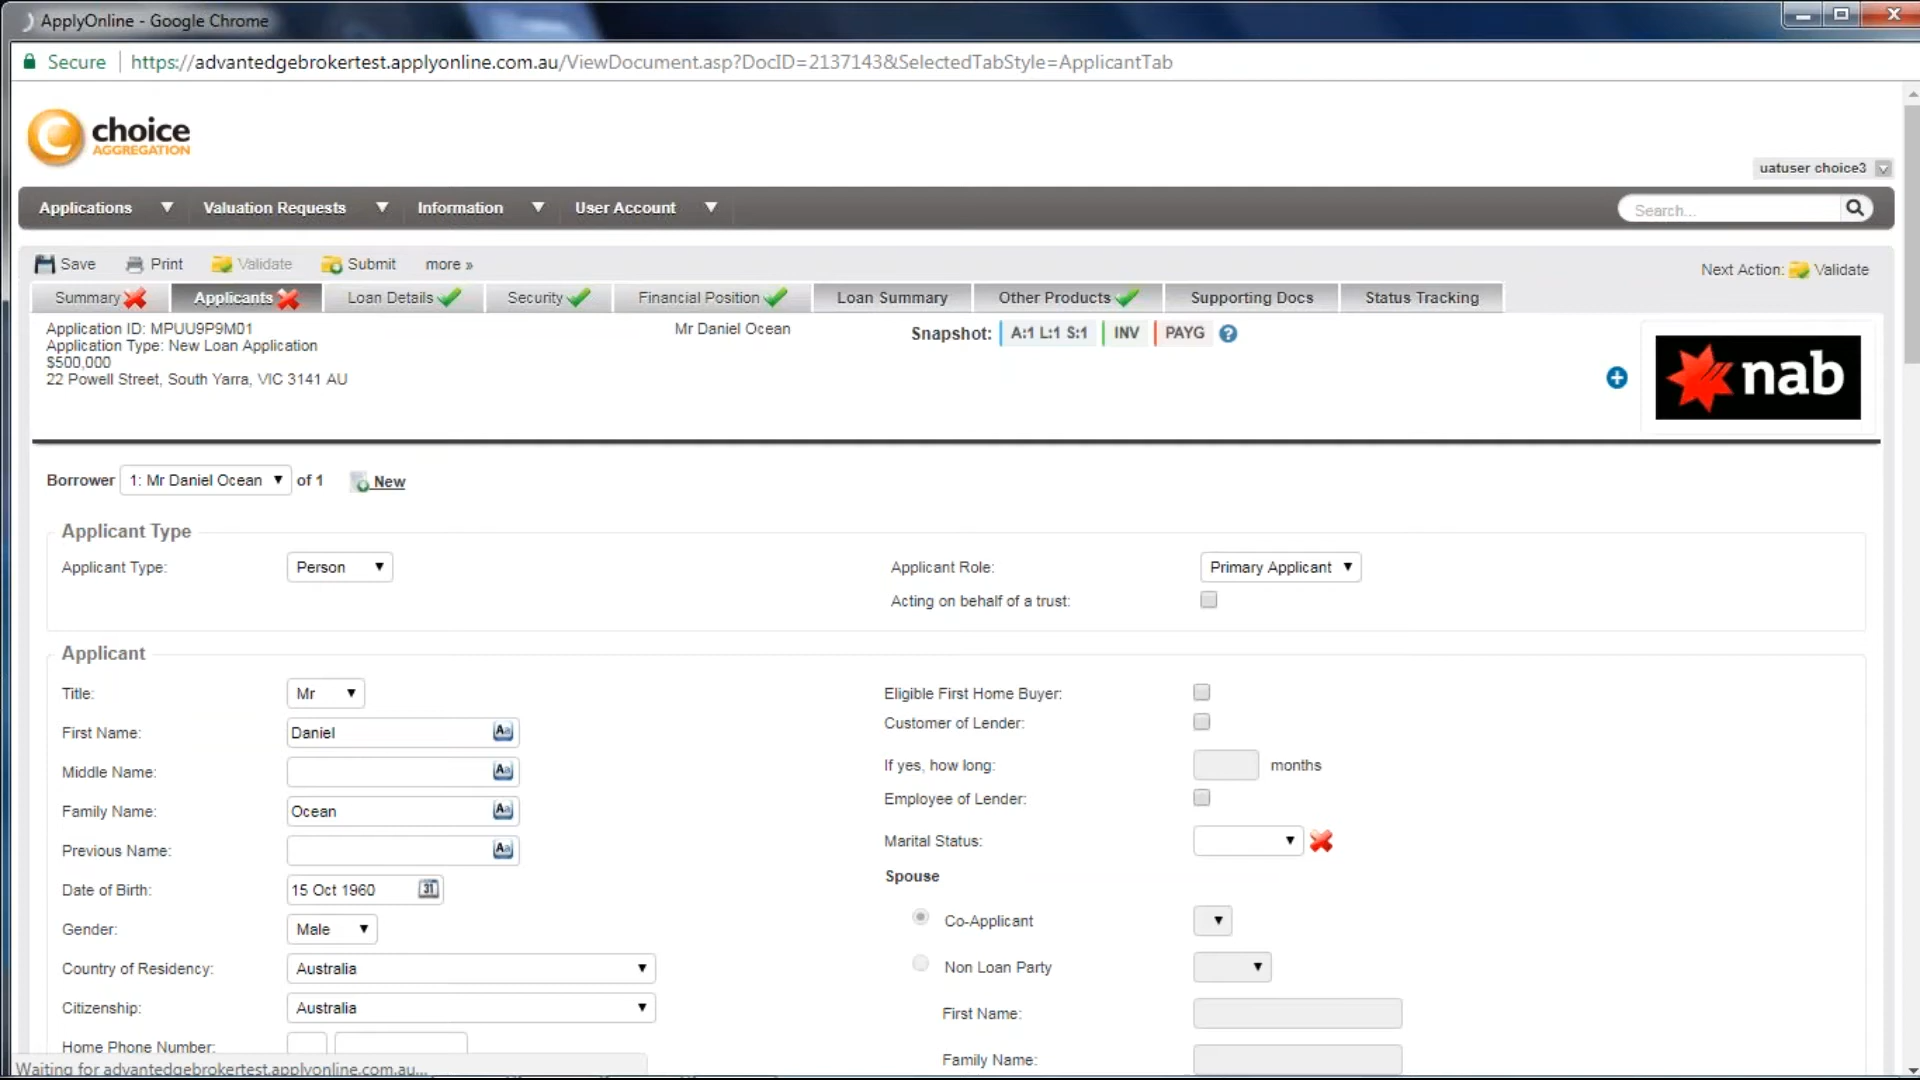 ApplyOnline - Google Chrome
Secure | https://advantedgebrokertest.applyonline.com.au/ViewDocument.asp?DocID=2137143&SelectedTabStyle=ApplicantTab
choice
AGGREGATION
uatuser choice3
Applications Valuation Requests Information User Account Search...
Save Print Validate Submit more » Next Action: Validate
Summary Applicants Loan Details Security Financial Position Loan Summary Other Products Supporting Docs Status Tracking
Application ID: MPUU9P9M01 Mr Daniel Ocean Snapshot: A:1 L:1 S:1 INV PAYG ?
Application Type: New Loan Application
$500,000
22 Powell Street, South Yarra, VIC 3141 AU
nab
Borrower 1: Mr Daniel Ocean of 1 New
Applicant Type
Applicant Type: Person Applicant Role: Primary Applicant
Acting on behalf of a trust:
Applicant
Title: Mr Eligible First Home Buyer:
First Name: Daniel Aa Customer of Lender:
Middle Name: Aa If yes, how long: months
Family Name: Ocean Aa Employee of Lender:
Previous Name: Aa Marital Status:
Spouse
Date of Birth: 15 Oct 1960 31
Gender: Male Co-Applicant
Country of Residency: Australia Non Loan Party
Citizenship: Australia First Name:
Home Phone Number: Family Name:
Waiting for advantedgebrokertest.applyonline.com.au...